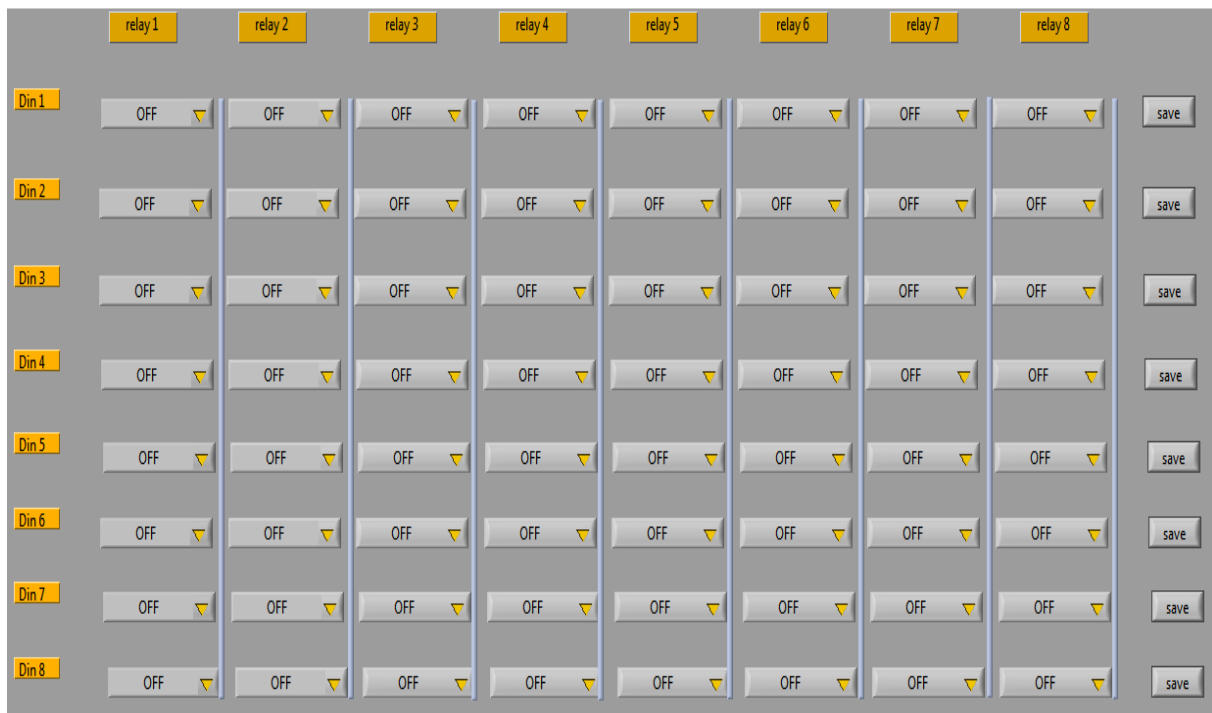 relay 1 relay 2 relay 3 relay 4 relay 5 relay 6 relay 7 relay 8
Din 1 OFF OFF OFF OFF OFF OFF OFF OFF save
Din 2 OFF OFF OFF OFF OFF OFF OFF OFF save
Din 3 OFF OFF OFF OFF OFF OFF OFF OFF save
Din 4 OFF OFF OFF OFF OFF OFF OFF OFF save
Din 5 OFF OFF OFF OFF OFF OFF OFF OFF save
Din 6 OFF OFF OFF OFF OFF OFF OFF OFF save
Din 7 OFF OFF OFF OFF OFF OFF OFF OFF save
Din 8 OFF OFF OFF OFF OFF OFF OFF OFF save